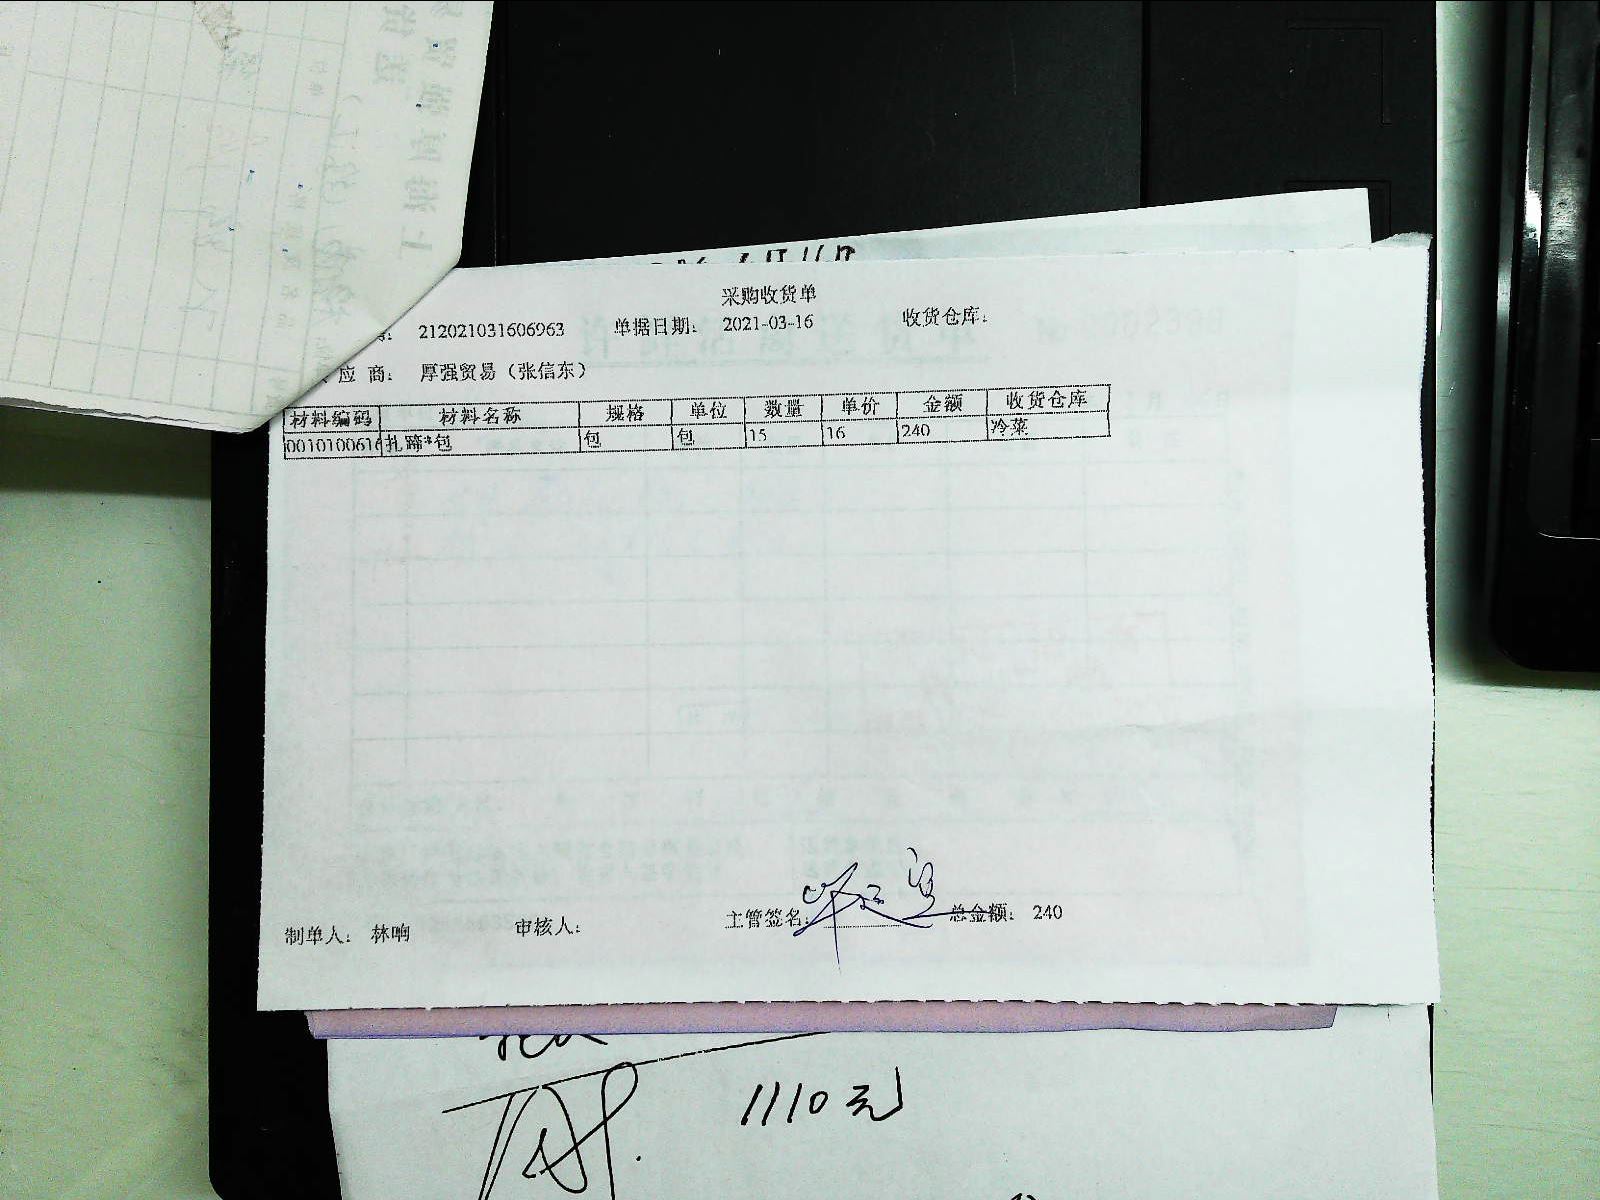 采购收货单
212021031606963 单据日期: 2021-03-16 收货仓库:
应 商: 厚强贸易(张信东)
材料编码 材料名称 规格 单位 数量 单价 金额 收货仓库
0010100616 扎蹄*包 包 包 15 16 240 冷菜
制单人: 林响 审核人: 主管签名: 总金额: 240
1110元